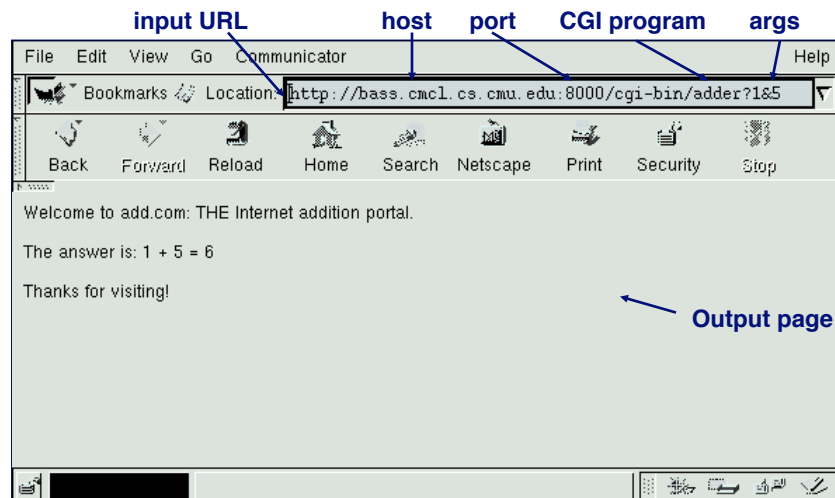 input URL host port CGI program args
File Edit View Go Communicator Help
Bookmarks Location: http://bass.cmcl.cs.cmu.edu:8000/cgi-bin/adder?1&5
Back Forward Reload Home Search Netscape Print Security Stop
Welcome to add.com: THE Internet addition portal.
The answer is: 1 + 5 = 6
Thanks for visiting!
Output page